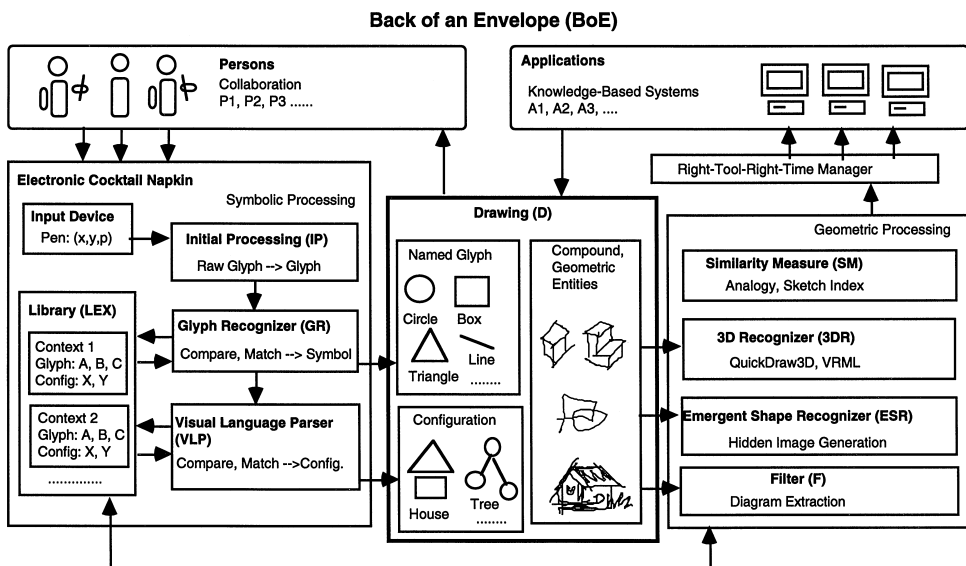 Back of an Envelope (BoE)
Persons
Collaboration
P1, P2, P3 ......
Applications
Knowledge-Based Systems
A1, A2, A3, ....
Right-Tool-Right-Time Manager
Electronic Cocktail Napkin
Symbolic Processing
Input Device
Pen: (x,y,p)
Initial Processing (IP)
Raw Glyph --> Glyph
Library (LEX)
Context 1
Glyph: A, B, C
Config: X, Y
Context 2
Glyph: A, B, C
Config: X, Y
...............
Glyph Recognizer (GR)
Compare, Match --> Symbol
Visual Language Parser
(VLP)
Compare, Match -->Config.
Drawing (D)
Named Glyph
Circle
Box
Triangle
Line
........
Configuration
House
Tree
........
Compound,
Geometric
Entities
Geometric Processing
Similarity Measure (SM)
Analogy, Sketch Index
3D Recognizer (3DR)
QuickDraw3D, VRML
Emergent Shape Recognizer (ESR)
Hidden Image Generation
Filter (F)
Diagram Extraction